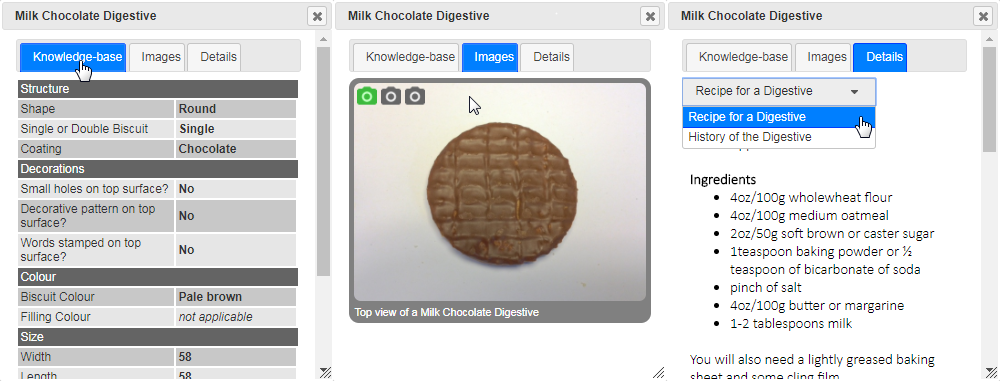 Milk Chocolate Digestive
Knowledge-base
Images
Details
Structure
Shape Round
Single or Double Biscuit Single
Coating Chocolate
Decorations
Small holes on top surface? No
Decorative pattern on top
surface? No
Words stamped on top
surface? No
Colour
Biscuit Colour Pale brown
Filling Colour not applicable
Size
Width 58
Length 58
Milk Chocolate Digestive
Knowledge-base
Images
Details
Top view of a Milk Chocolate Digestive
Milk Chocolate Digestive
Knowledge-base
Images
Details
Recipe for a Digestive
Recipe for a Digestive
History of the Digestive
Ingredients
• 4oz/100g wholewheat flour
• 4oz/100g medium oatmeal
• 2oz/50g soft brown or caster sugar
• 1teaspoon baking powder or ½
teaspoon of bicarbonate of soda
• pinch of salt
• 4oz/100g butter or margarine
• 1-2 tablespoons milk
You will also need a lightly greased baking
sheet and some cling film